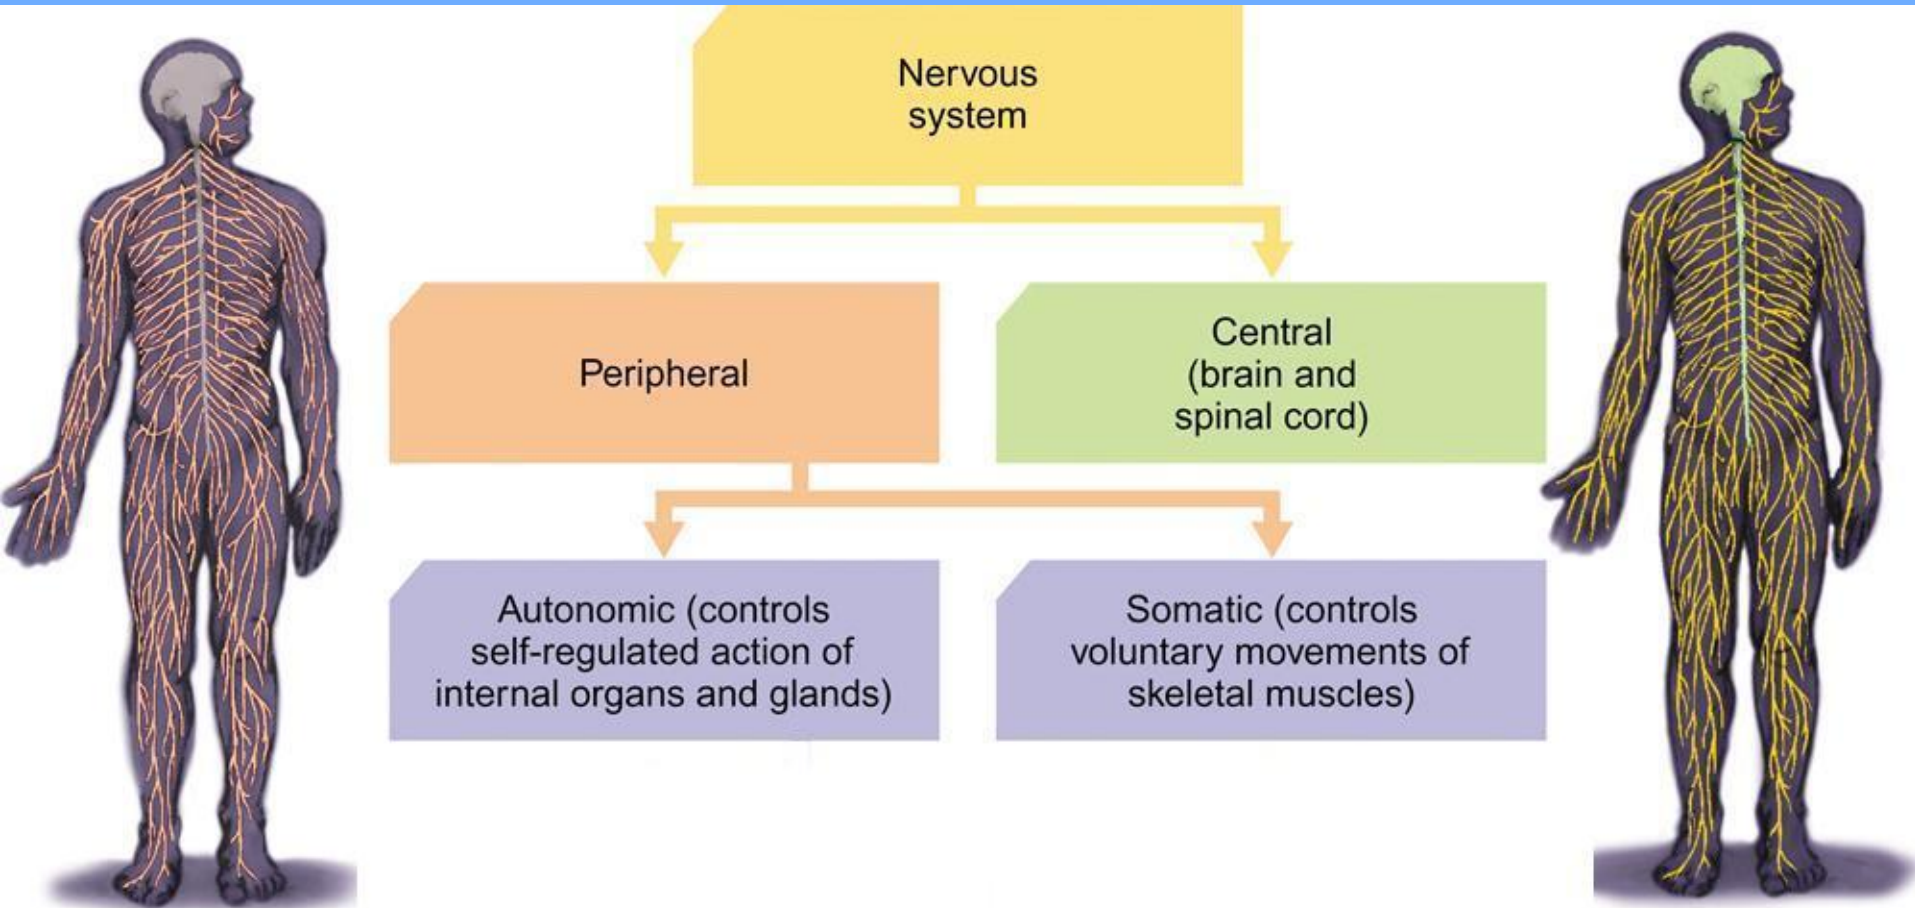 Nervous
system
Peripheral
Central
(brain and
spinal cord)
Autonomic (controls
self-regulated action of
internal organs and glands)
Somatic (controls
voluntary movements of
skeletal muscles)